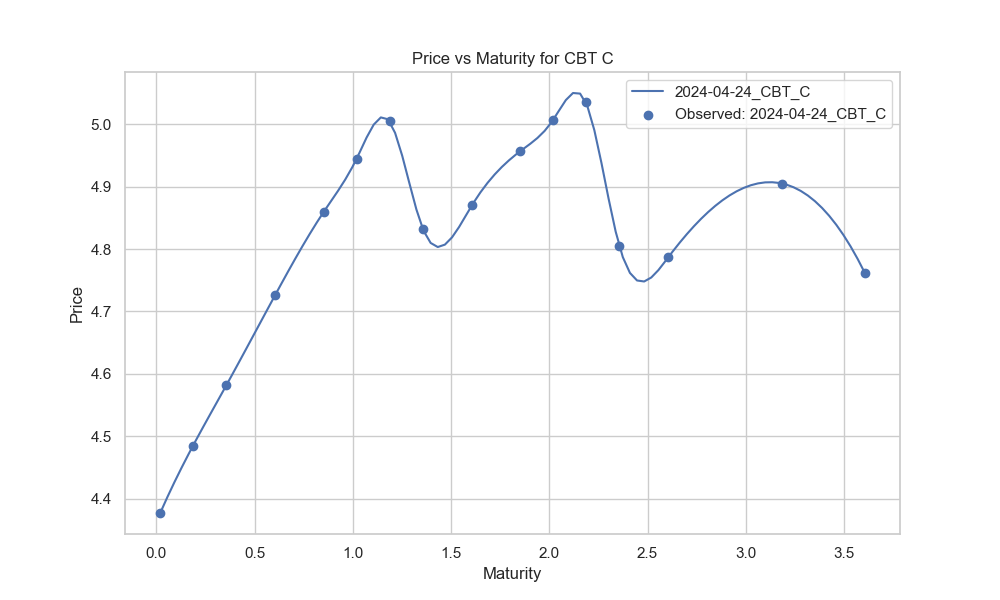 Price vs Maturity for CBT C
2024-04-24_CBT_C
Observed: 2024-04-24_CBT_C
Price
5.0
4.9
4.8
4.7
4.6
4.5
4.4
0.0 0.5 1.0 1.5 2.0 2.5 3.0 3.5
Maturity